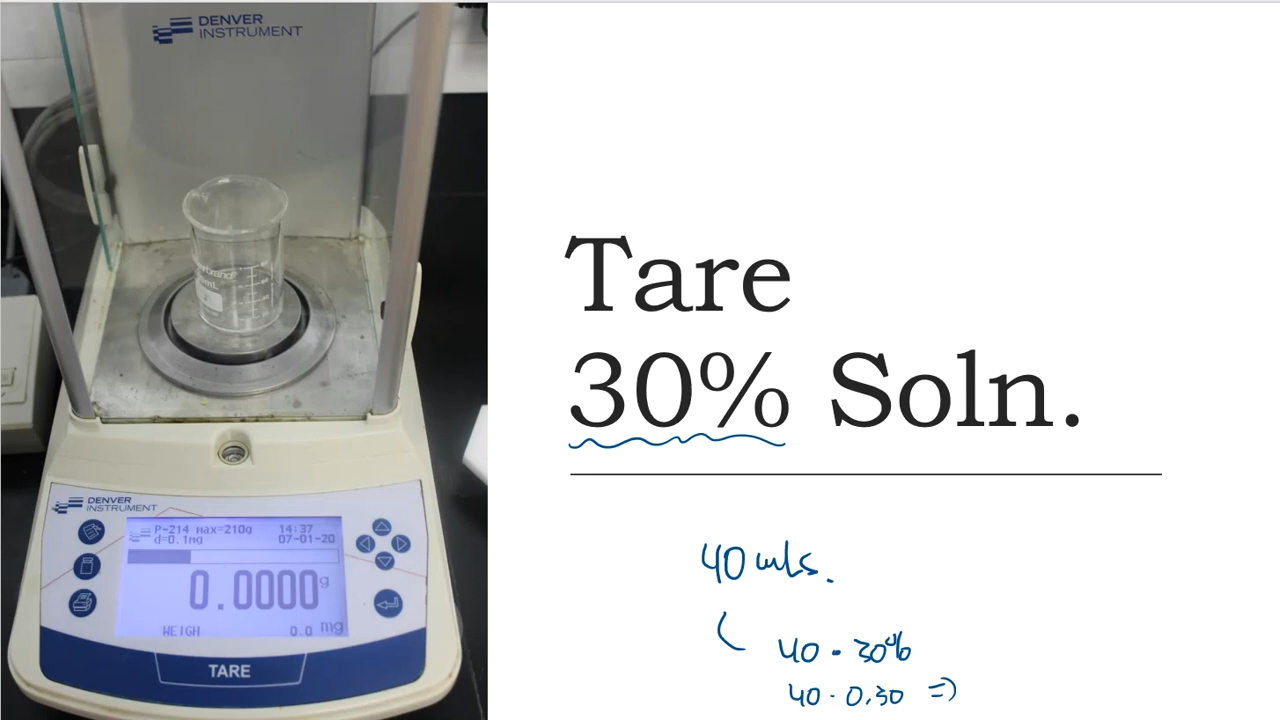 DENVER
INSTRUMENT
DENVER
INSTRUMENT
P-214 max=210g 14:37
d=0.1mg 07-01-20
0.0000 g
WEIGH 0.0 mg
TARE
Tare
30% Soln.
40 mls.
40 · 30%
40 · 0.30 =>